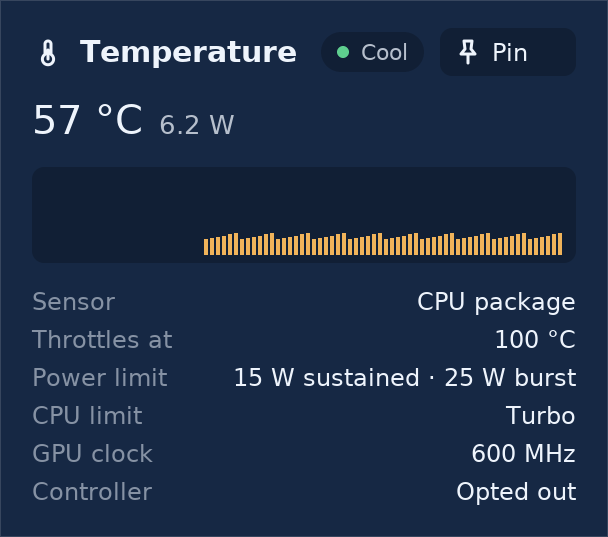 Temperature
Cool
Pin
57 °C 6.2 W
Sensor CPU package
Throttles at 100 °C
Power limit 15 W sustained · 25 W burst
CPU limit Turbo
GPU clock 600 MHz
Controller Opted out